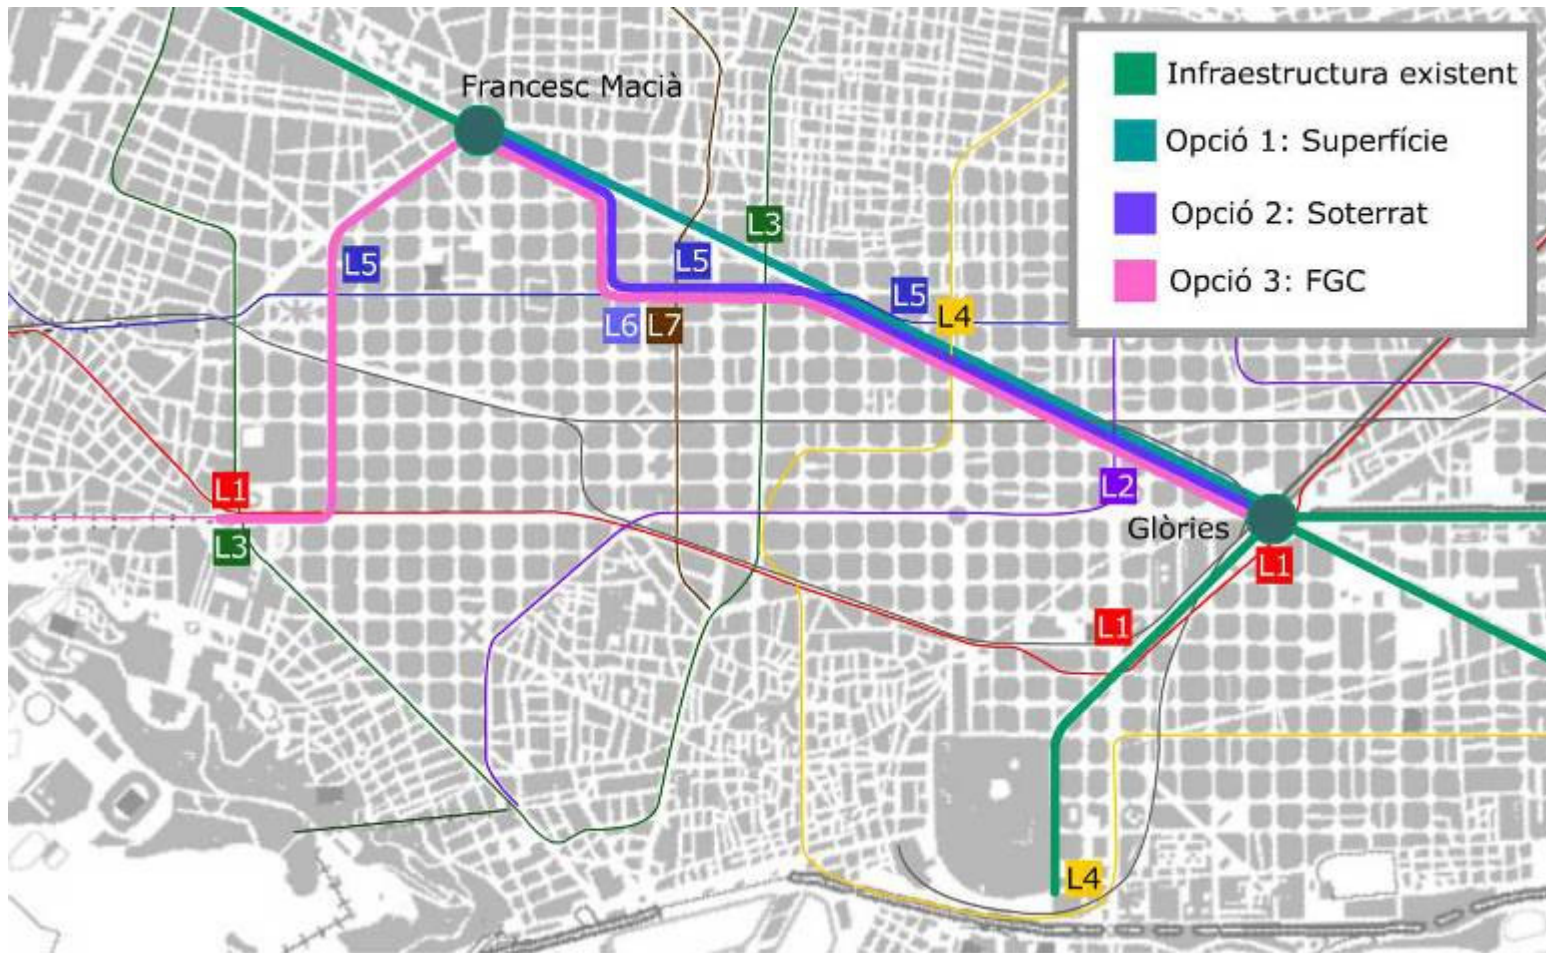 Francesc Macià
Infraestructura existent
Opció 1: Superfície
Opció 2: Soterrat
Opció 3: FGC
L3
L5
L5
L5
L4
L6
L7
L1
L2
L3
Glòries
L1
L1
L4